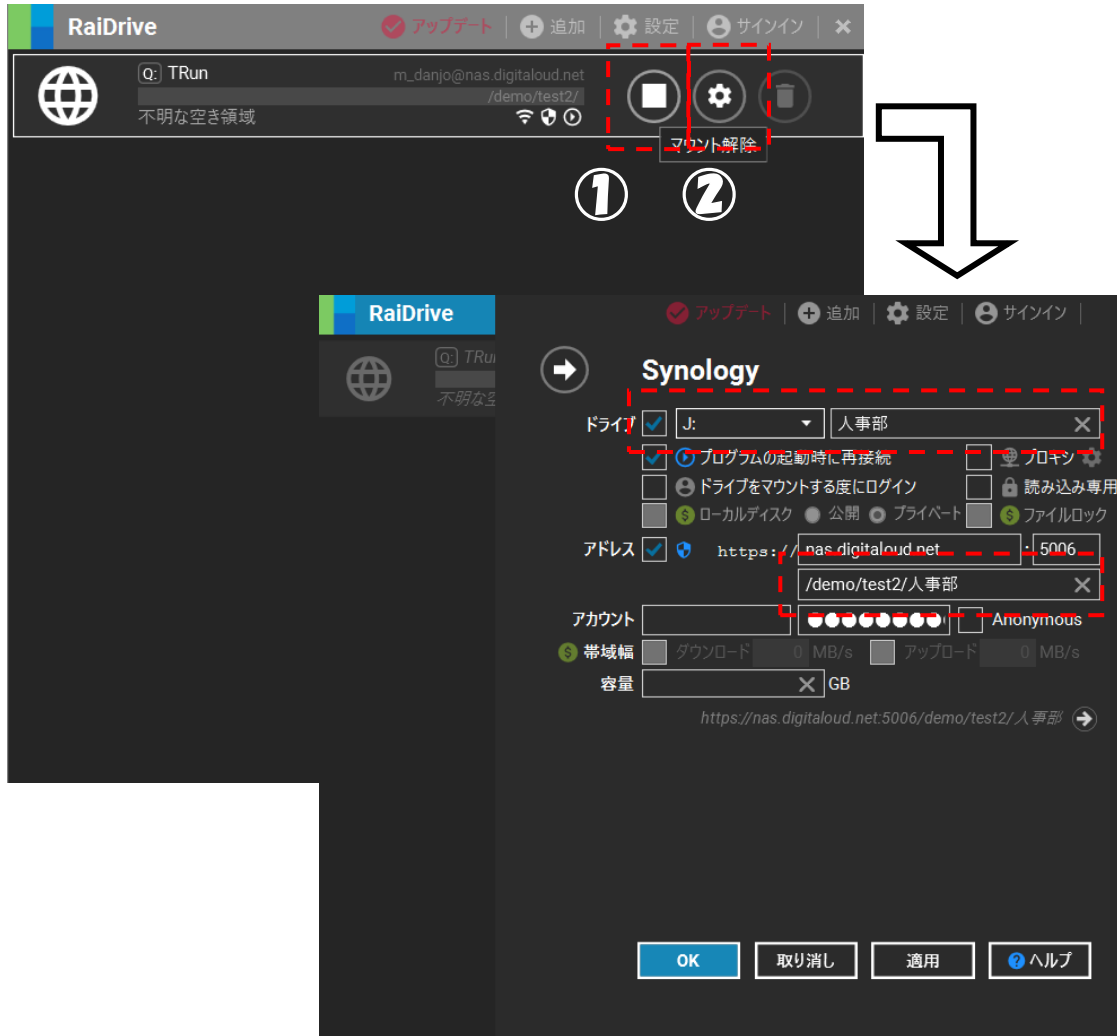 RaiDrive
アップデート | 追加 | 設定 | サインイン | ×
Q: TRun
m_danjo@nas.digitaloud.net
/demo/test2/
不明な空き領域
マウント解除
① ②
RaiDrive
アップデート | 追加 | 設定 | サインイン |
Q: TRu
不明な空
Synology
ドライブ J: 人事部
プログラムの起動時に再接続 プロキシ
ドライブをマウントする度にログイン 読み込み専用
$ ローカルディスク 公開 プライベート $ ファイルロック
アドレス https:// nas.digitaloud.net : 5006
/demo/test2/人事部
アカウント Anonymous
$ 帯域幅 ダウンロード 0 MB/s アップロード 0 MB/s
容量 GB
https://nas.digitaloud.net:5006/demo/test2/人事部
OK 取り消し 適用 ? ヘルプ